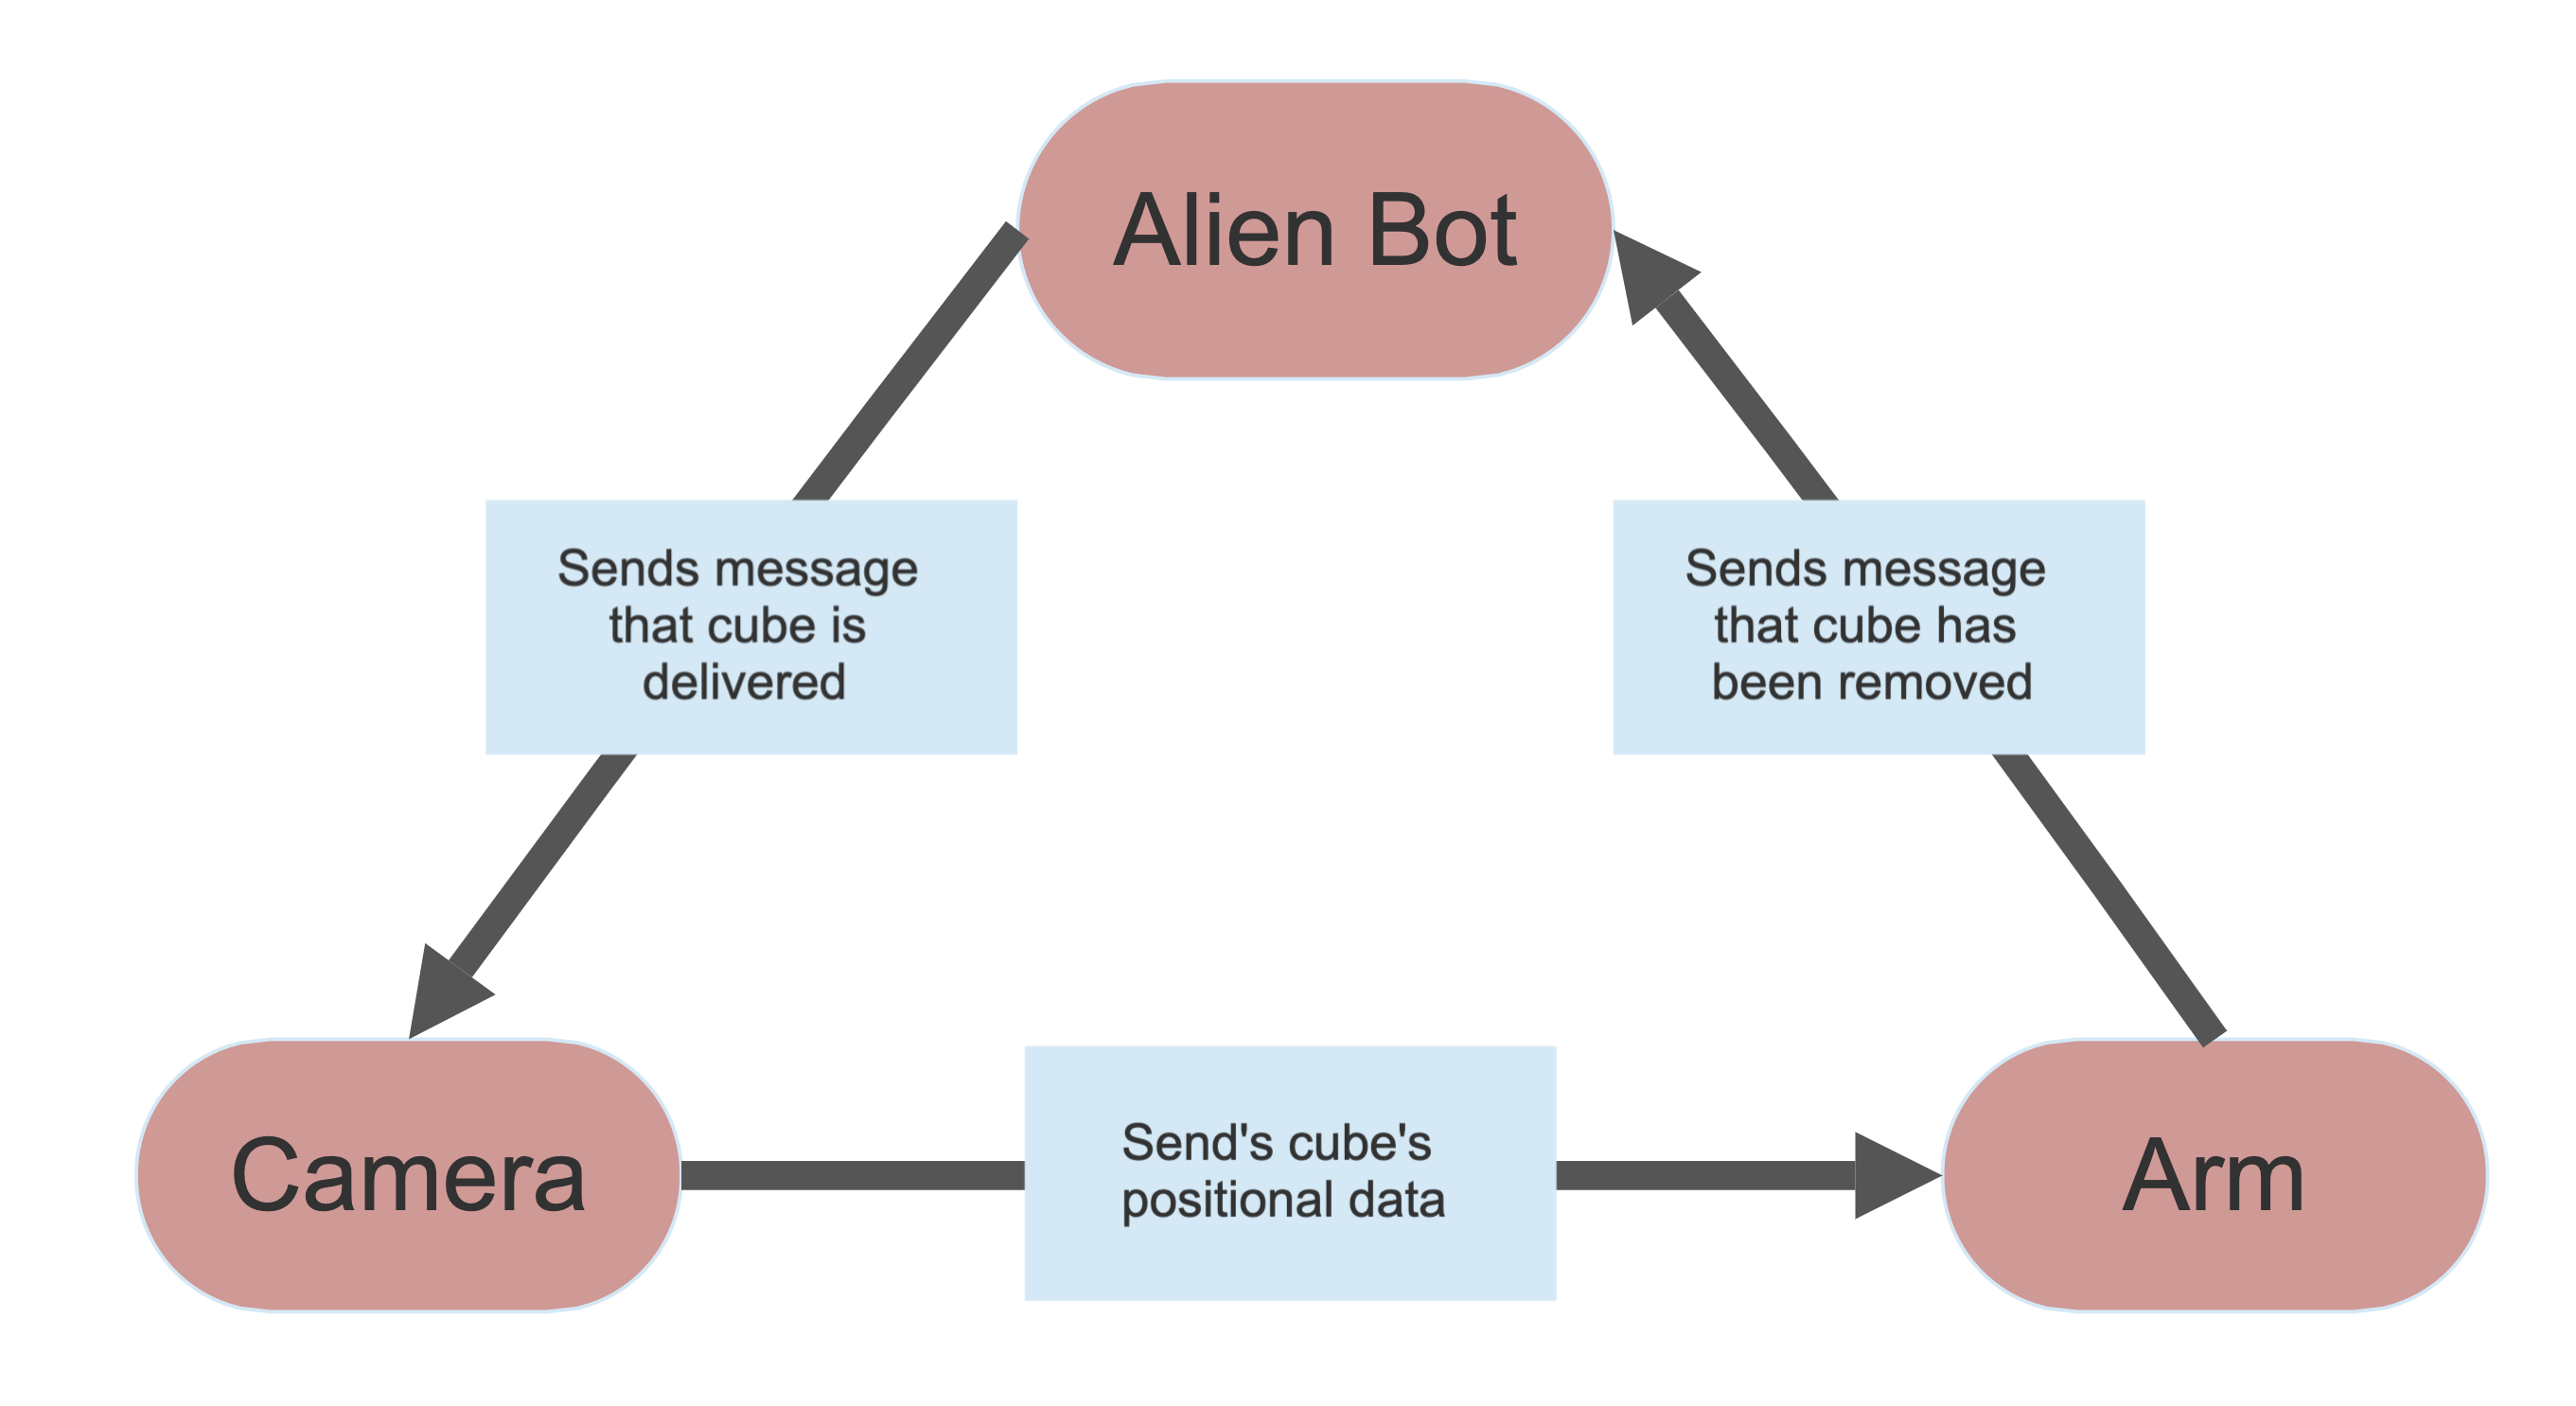 Alien Bot
Sends message
that cube is
delivered
Sends message
that cube has
been removed
Camera
Send's cube's
positional data
Arm